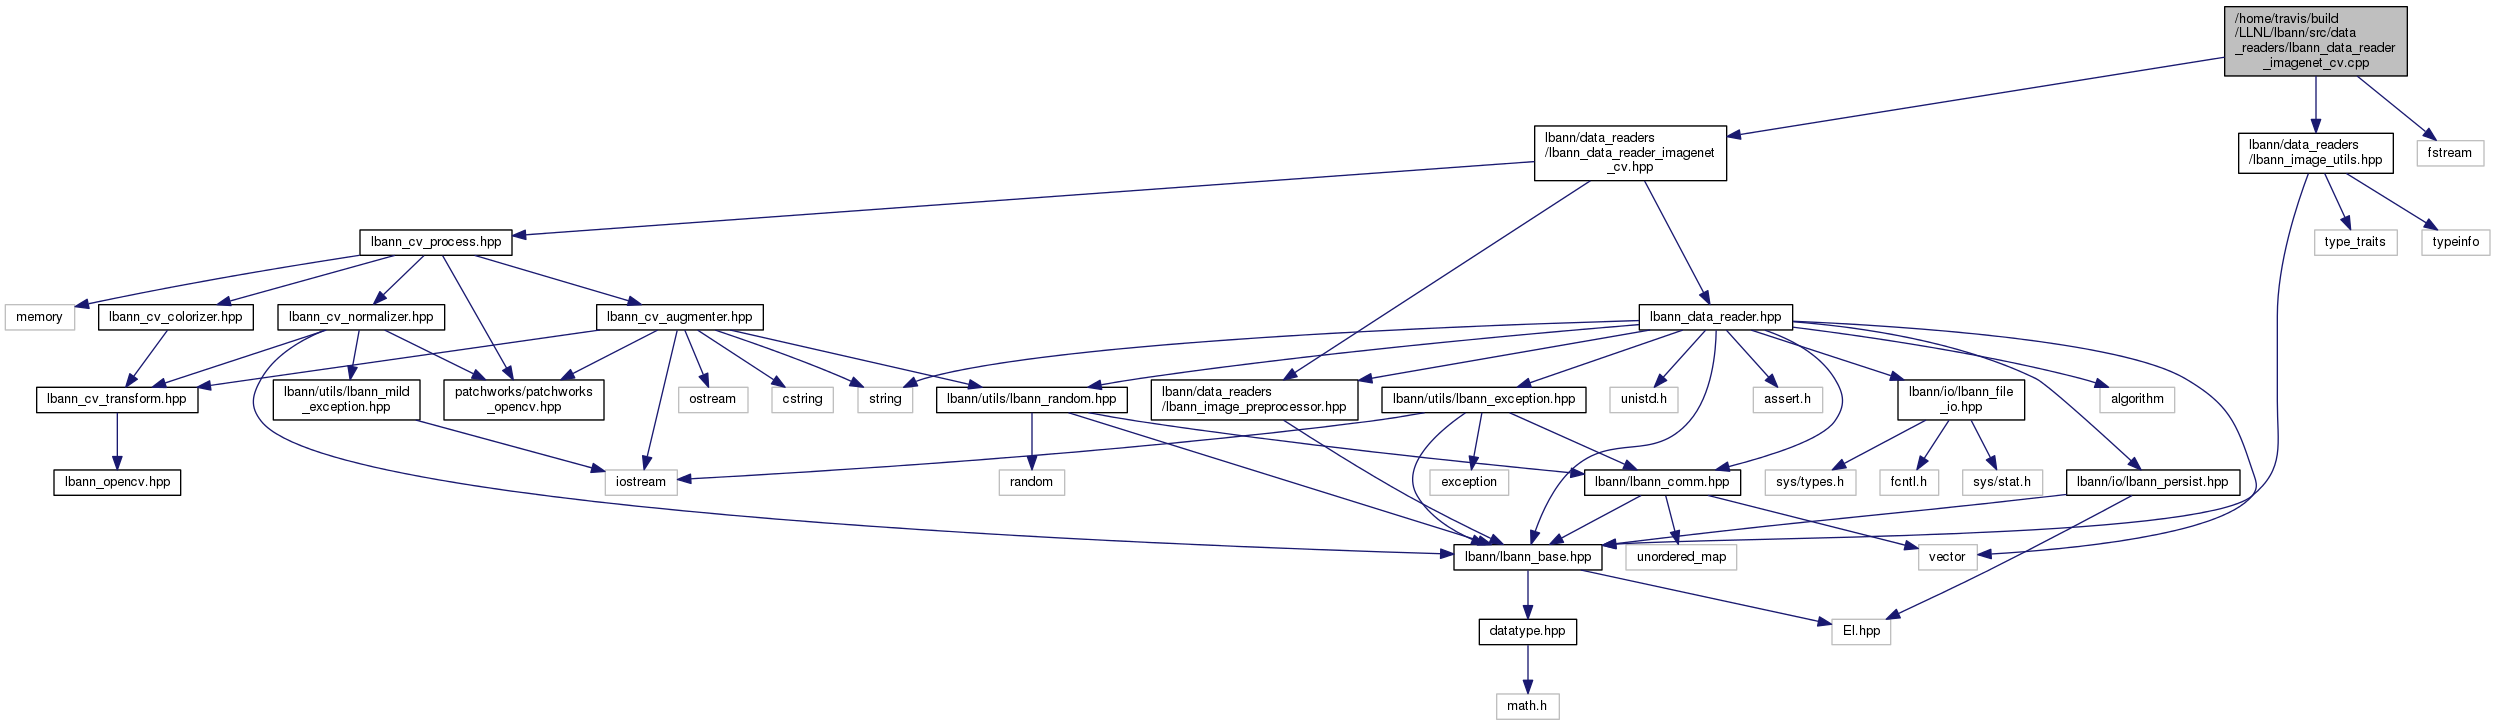 /home/travis/build
/LLNL/lbann/src/data
_readers/lbann_data_reader
_imagenet_cv.cpp
lbann/data_readers
/lbann_data_reader_imagenet
_cv.hpp
lbann/data_readers
/lbann_image_utils.hpp
fstream
lbann_cv_process.hpp
type_traits
typeinfo
memory
lbann_cv_colorizer.hpp
lbann_cv_normalizer.hpp
lbann_cv_augmenter.hpp
lbann_data_reader.hpp
lbann_cv_transform.hpp
lbann/utils/lbann_mild
_exception.hpp
patchworks/patchworks
_opencv.hpp
ostream
cstring
string
lbann/utils/lbann_random.hpp
lbann/data_readers
/lbann_image_preprocessor.hpp
lbann/utils/lbann_exception.hpp
unistd.h
assert.h
lbann/io/lbann_file
_io.hpp
algorithm
lbann_opencv.hpp
iostream
random
exception
lbann/lbann_comm.hpp
sys/types.h
fcntl.h
sys/stat.h
lbann/io/lbann_persist.hpp
lbann/lbann_base.hpp
unordered_map
vector
datatype.hpp
El.hpp
math.h